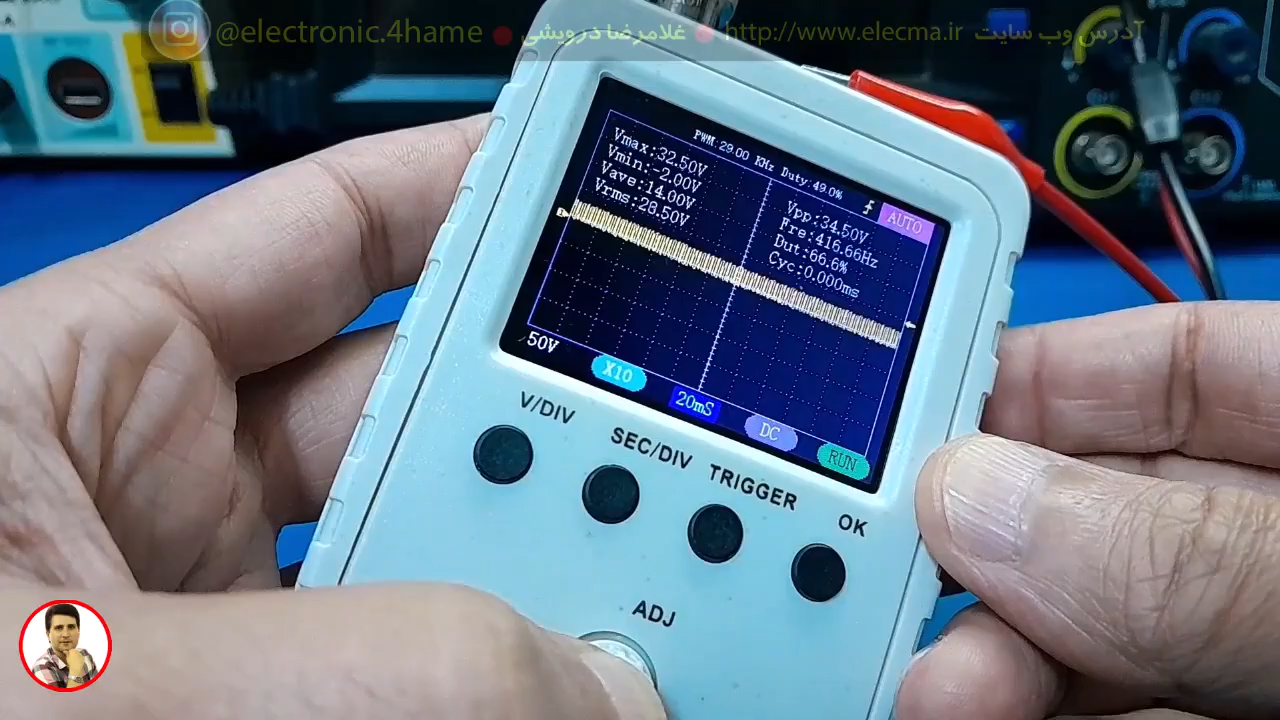 @electronic.4hame ● غلامرضا درویشی ● http://www.elecma.ir آدرس وب سایت
PWM:29.00 KHz Duty:49.0%
AUTO
Vmax:32.50V
Vmin:-2.00V
Vave:14.00V
Vrms:28.50V
Vpp:34.50V
Fre:416.66Hz
Dut:66.6%
Cyc:0.000ms
50V
X10
20mS
DC
RUN
V/DIV
SEC/DIV
TRIGGER
OK
ADJ